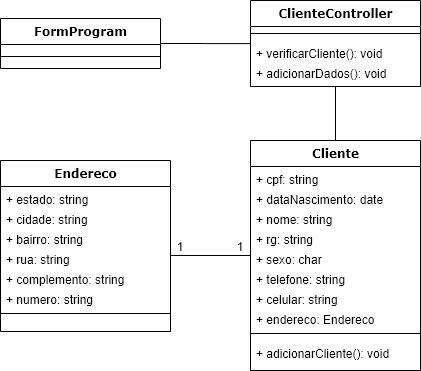 FormProgram
ClienteController
+ verificarCliente(): void
+ adicionarDados(): void
Endereco
+ estado: string
+ cidade: string
+ bairro: string
+ rua: string
+ complemento: string
+ numero: string
1
1
Cliente
+ cpf: string
+ dataNascimento: date
+ nome: string
+ rg: string
+ sexo: char
+ telefone: string
+ celular: string
+ endereco: Endereco
+ adicionarCliente(): void